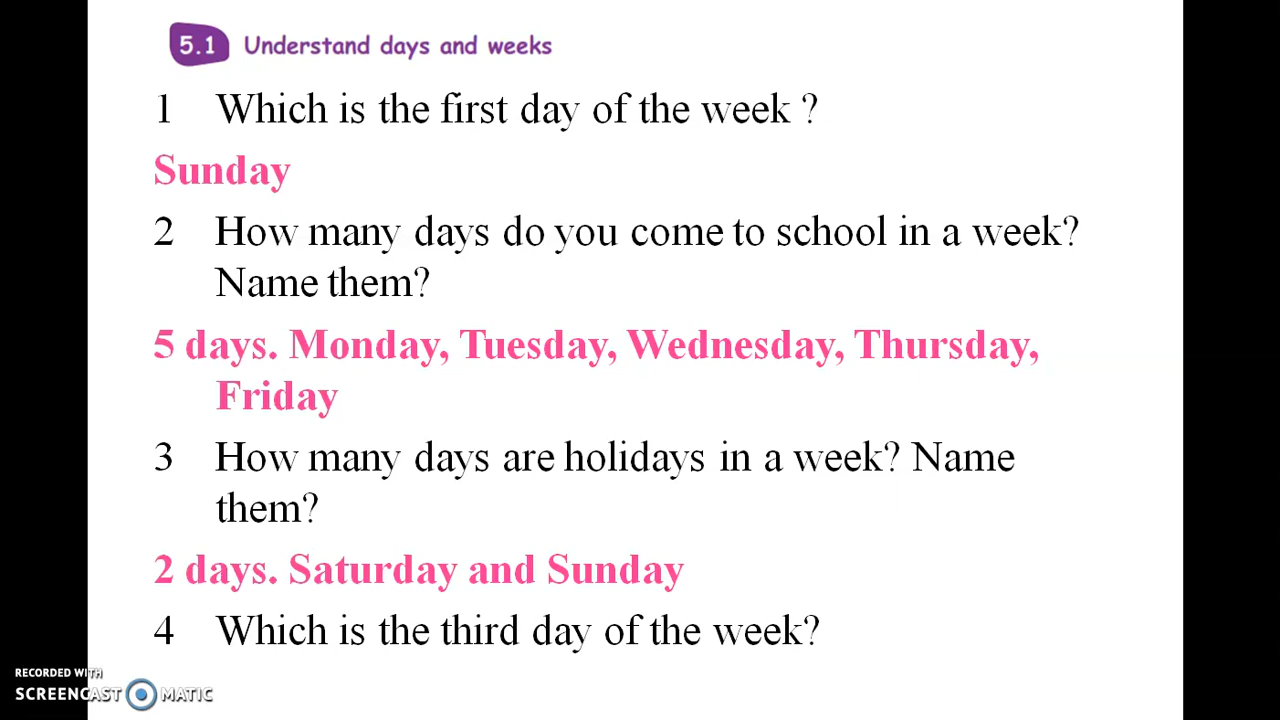 5.1 Understand days and weeks
1 Which is the first day of the week ?
Sunday
2 How many days do you come to school in a week?
Name them?
5 days. Monday, Tuesday, Wednesday, Thursday,
Friday
3 How many days are holidays in a week? Name
them?
2 days. Saturday and Sunday
4 Which is the third day of the week?
RECORDED WITH
SCREENCAST MATIC